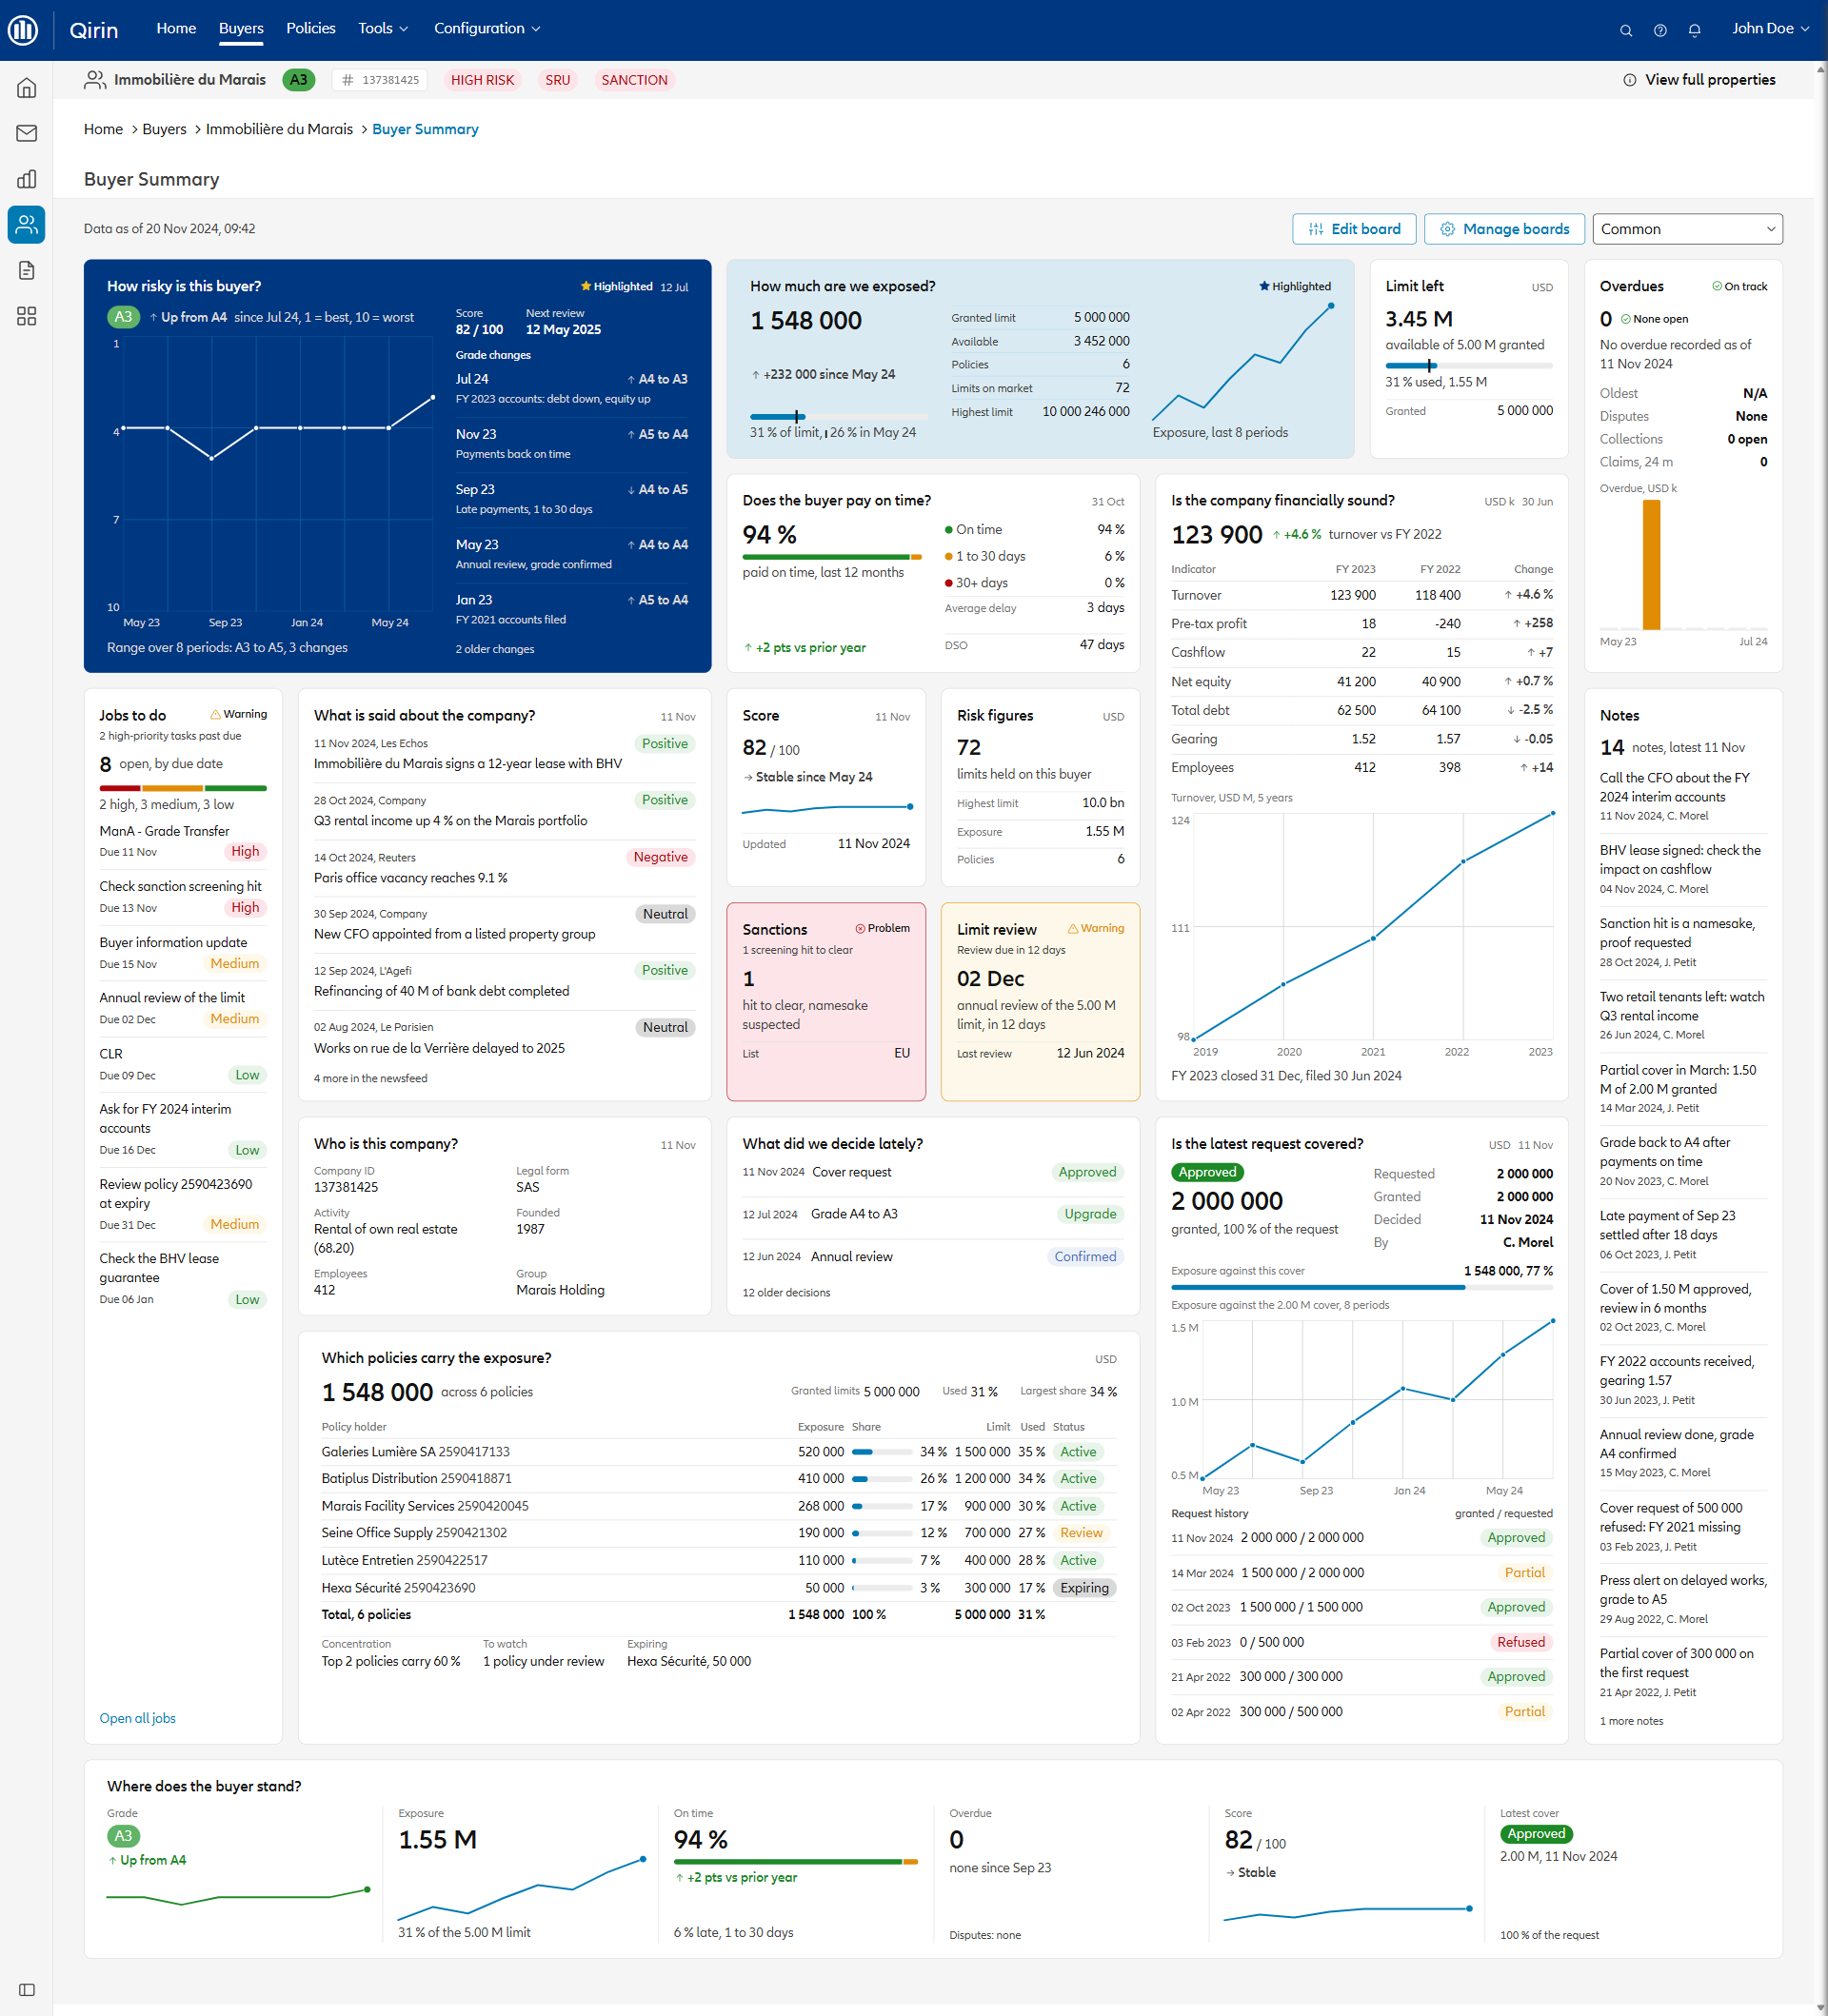 Qirin
Home
Buyers
Policies
Tools
Configuration
John Doe
Immobilière du Marais
A3
# 137381425
HIGH RISK
SRU
SANCTION
View full properties
Home > Buyers > Immobilière du Marais > Buyer Summary
Buyer Summary
Data as of 20 Nov 2024, 09:42
Edit board
Manage boards
Common
How risky is this buyer?
Highlighted 12 Jul
A3 ↑ Up from A4 since Jul 24, 1 = best, 10 = worst
1
4
7
10
May 23
Sep 23
Jan 24
May 24
Range over 8 periods: A3 to A5, 3 changes
Score
82 / 100
Next review
12 May 2025
Grade changes
Jul 24 ↑ A4 to A3
FY 2023 accounts: debt down, equity up
Nov 23 ↑ A5 to A4
Payments back on time
Sep 23 ↓ A4 to A5
Late payments, 1 to 30 days
May 23 ↑ A4 to A4
Annual review, grade confirmed
Jan 23 ↑ A5 to A4
FY 2021 accounts filed
2 older changes
How much are we exposed?
Highlighted
1 548 000
↑ +232 000 since May 24
31 % of limit, 26 % in May 24
Granted limit 5 000 000
Available 3 452 000
Policies 6
Limits on market 72
Highest limit 10 000 246 000
Exposure, last 8 periods
Limit left USD
3.45 M
available of 5.00 M granted
31 % used, 1.55 M
Granted 5 000 000
Overdues On track
0 None open
No overdue recorded as of
11 Nov 2024
Oldest N/A
Disputes None
Collections 0 open
Claims, 24 m 0
Overdue, USD k
May 23 Jul 24
Does the buyer pay on time? 31 Oct
94 %
paid on time, last 12 months
↑ +2 pts vs prior year
On time 94 %
1 to 30 days 6 %
30+ days 0 %
Average delay 3 days
DSO 47 days
Is the company financially sound? USD k 30 Jun
123 900 ↑ +4.6 % turnover vs FY 2022
Indicator FY 2023 FY 2022 Change
Turnover 123 900 118 400 ↑ +4.6 %
Pre-tax profit 18 -240 ↑ +258
Cashflow 22 15 ↑ +7
Net equity 41 200 40 900 ↑ +0.7 %
Total debt 62 500 64 100 ↓ -2.5 %
Gearing 1.52 1.57 ↓ -0.05
Employees 412 398 ↑ +14
Turnover, USD M, 5 years
124
111
98
2019 2020 2021 2022 2023
FY 2023 closed 31 Dec, filed 30 Jun 2024
Jobs to do Warning
2 high-priority tasks past due
8 open, by due date
2 high, 3 medium, 3 low
ManA - Grade Transfer
Due 11 Nov High
Check sanction screening hit
Due 13 Nov High
Buyer information update
Due 15 Nov Medium
Annual review of the limit
Due 02 Dec Medium
CLR
Due 09 Dec Low
Ask for FY 2024 interim
accounts
Due 16 Dec Low
Review policy 2590423690
at expiry
Due 31 Dec Medium
Check the BHV lease
guarantee
Due 06 Jan Low
Open all jobs
What is said about the company? 11 Nov
11 Nov 2024, Les Echos Positive
Immobilière du Marais signs a 12-year lease with BHV
28 Oct 2024, Company Positive
Q3 rental income up 4 % on the Marais portfolio
14 Oct 2024, Reuters Negative
Paris office vacancy reaches 9.1 %
30 Sep 2024, Company Neutral
New CFO appointed from a listed property group
12 Sep 2024, L'Agefi Positive
Refinancing of 40 M of bank debt completed
02 Aug 2024, Le Parisien Neutral
Works on rue de la Verrière delayed to 2025
4 more in the newsfeed
Score 11 Nov
82 / 100
→ Stable since May 24
Updated 11 Nov 2024
Risk figures USD
72
limits held on this buyer
Highest limit 10.0 bn
Exposure 1.55 M
Policies 6
Sanctions Problem
1 screening hit to clear
1
hit to clear, namesake
suspected
List EU
Limit review Warning
Review due in 12 days
02 Dec
annual review of the 5.00 M
limit, in 12 days
Last review 12 Jun 2024
Notes
14 notes, latest 11 Nov
Call the CFO about the FY
2024 interim accounts
11 Nov 2024, C. Morel
BHV lease signed: check the
impact on cashflow
04 Nov 2024, C. Morel
Sanction hit is a namesake,
proof requested
28 Oct 2024, J. Petit
Two retail tenants left: watch
Q3 rental income
26 Jun 2024, C. Morel
Partial cover in March: 1.50
M of 2.00 M granted
14 Mar 2024, J. Petit
Grade back to A4 after
payments on time
20 Nov 2023, C. Morel
Late payment of Sep 23
settled after 18 days
06 Oct 2023, J. Petit
Cover of 1.50 M approved,
review in 6 months
02 Oct 2023, C. Morel
FY 2022 accounts received,
gearing 1.57
30 Jun 2023, J. Petit
Annual review done, grade
A4 confirmed
15 May 2023, C. Morel
Cover request of 500 000
refused: FY 2021 missing
03 Feb 2023, J. Petit
Press alert on delayed works,
grade to A5
29 Aug 2022, C. Morel
Partial cover of 300 000 on
the first request
21 Apr 2022, J. Petit
1 more notes
Who is this company? 11 Nov
Company ID
137381425
Legal form
SAS
Activity
Rental of own real estate
(68.20)
Founded
1987
Employees
412
Group
Marais Holding
What did we decide lately?
11 Nov 2024 Cover request Approved
12 Jul 2024 Grade A4 to A3 Upgrade
12 Jun 2024 Annual review Confirmed
12 older decisions
Is the latest request covered? USD 11 Nov
Approved
2 000 000
granted, 100 % of the request
Requested 2 000 000
Granted 2 000 000
Decided 11 Nov 2024
By C. Morel
Exposure against this cover 1 548 000, 77 %
Exposure against the 2.00 M cover, 8 periods
1.5 M
1.0 M
0.5 M
May 23 Sep 23 Jan 24 May 24
Request history granted / requested
11 Nov 2024 2 000 000 / 2 000 000 Approved
14 Mar 2024 1 500 000 / 2 000 000 Partial
02 Oct 2023 1 500 000 / 1 500 000 Approved
03 Feb 2023 0 / 500 000 Refused
21 Apr 2022 300 000 / 300 000 Approved
02 Apr 2022 300 000 / 500 000 Partial
Which policies carry the exposure? USD
1 548 000 across 6 policies
Granted limits 5 000 000 Used 31 % Largest share 34 %
Policy holder Exposure Share Limit Used Status
Galeries Lumière SA 2590417133 520 000 34 % 1 500 000 35 % Active
Batiplus Distribution 2590418871 410 000 26 % 1 200 000 34 % Active
Marais Facility Services 2590420045 268 000 17 % 900 000 30 % Active
Seine Office Supply 2590421302 190 000 12 % 700 000 27 % Review
Lutèce Entretien 2590422517 110 000 7 % 400 000 28 % Active
Hexa Sécurité 2590423690 50 000 3 % 300 000 17 % Expiring
Total, 6 policies 1 548 000 100 % 5 000 000 31 %
Concentration
Top 2 policies carry 60 %
To watch
1 policy under review
Expiring
Hexa Sécurité, 50 000
Where does the buyer stand?
Grade
A3
↑ Up from A4
Exposure
1.55 M
31 % of the 5.00 M limit
On time
94 %
↑ +2 pts vs prior year
6 % late, 1 to 30 days
Overdue
0
none since Sep 23
Disputes: none
Score
82 / 100
→ Stable
Latest cover
Approved
2.00 M, 11 Nov 2024
100 % of the request